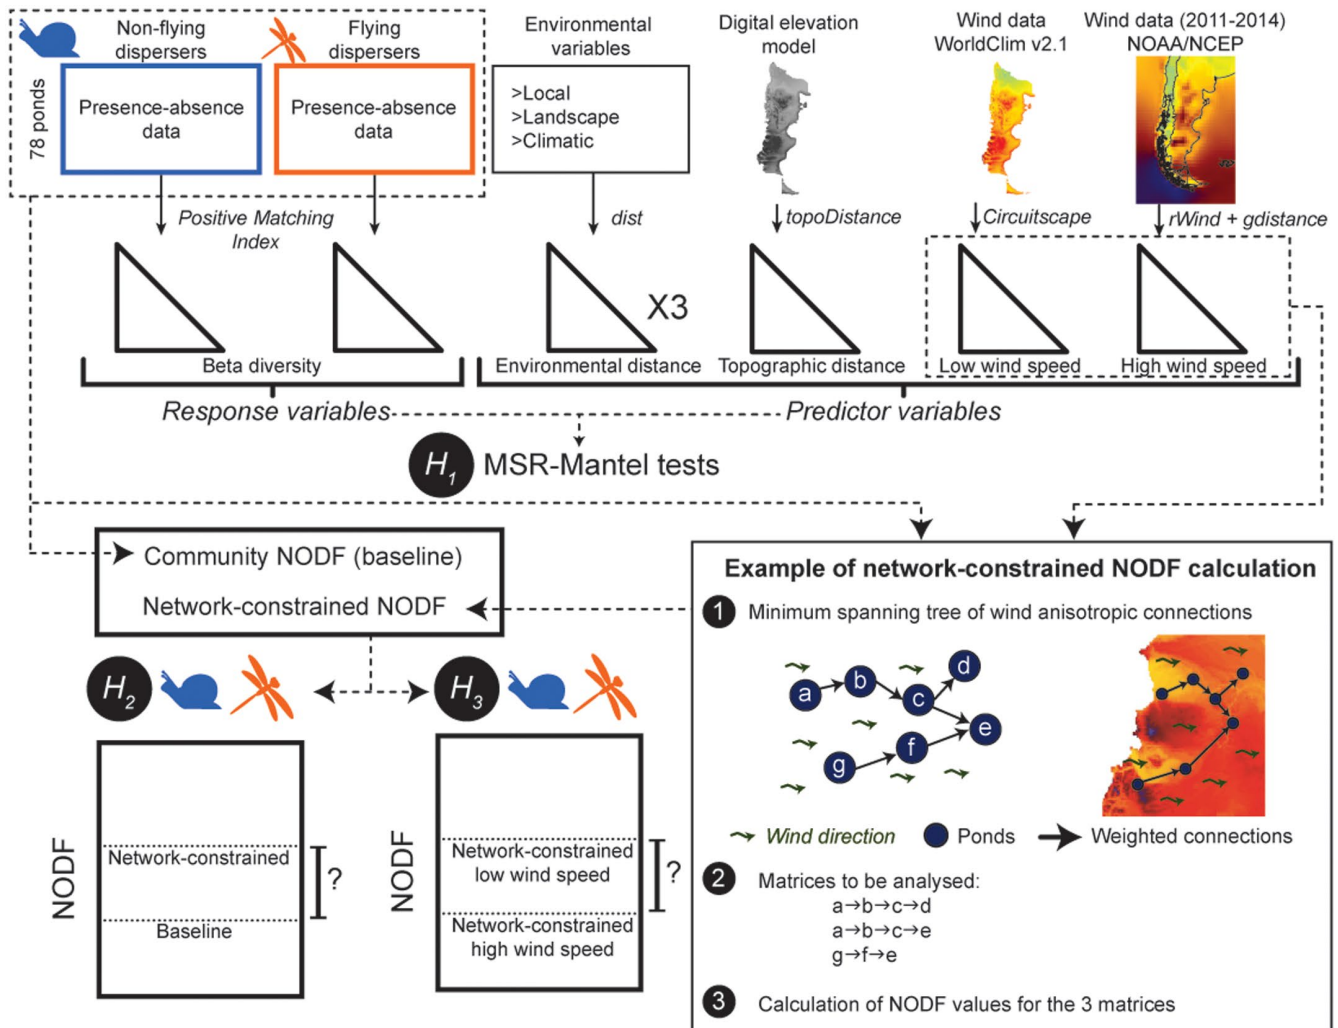 Non-flying
dispersers
Flying
dispersers
Environmental
variables
Digital elevation
model
Wind data
WorldClim v2.1
Wind data (2011-2014)
NOAA/NCEP
78 ponds
Presence-absence
data
Presence-absence
data
>Local
>Landscape
>Climatic
Positive Matching
Index
dist
topoDistance
Circuitscape
rWind + gdistance
X3
Beta diversity
Environmental distance
Topographic distance
Low wind speed
High wind speed
Response variables
Predictor variables
H1 MSR-Mantel tests
Community NODF (baseline)
Network-constrained NODF
H2
H3
NODF
Network-constrained
?
Baseline
NODF
Network-constrained
low wind speed
?
Network-constrained
high wind speed
Example of network-constrained NODF calculation
1 Minimum spanning tree of wind anisotropic connections
a
b
c
d
e
f
g
Wind direction
Ponds
Weighted connections
2 Matrices to be analysed:
a→b→c→d
a→b→c→e
g→f→e
3 Calculation of NODF values for the 3 matrices